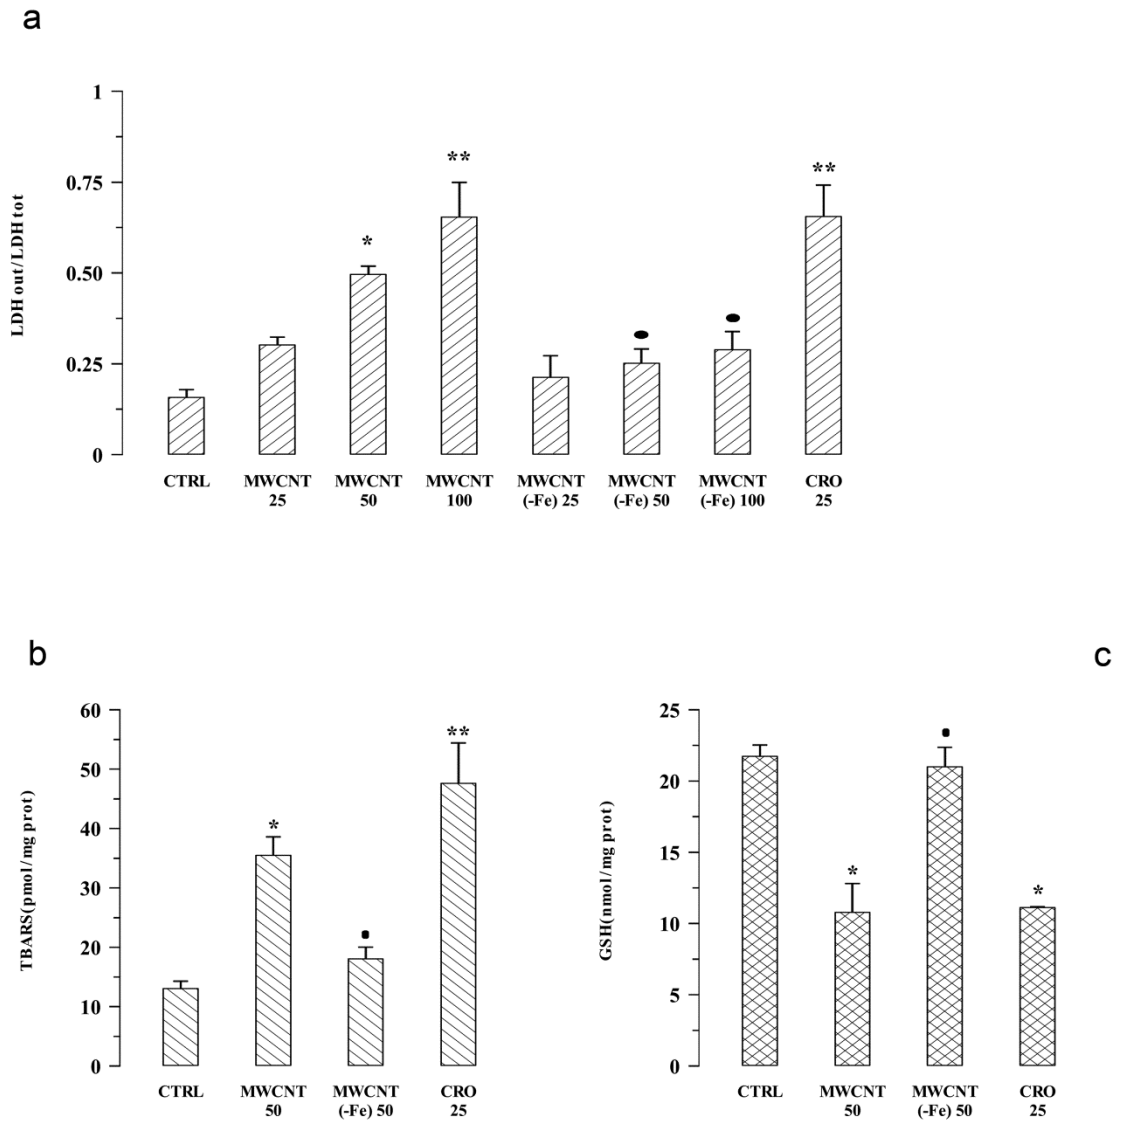 a
1
0.75
0.50
0.25
0
LDH out/LDH tot
*
**
**
CTRL MWCNT MWCNT MWCNT MWCNT MWCNT MWCNT CRO
25 50 100 (-Fe) 25 (-Fe) 50 (-Fe) 100 25
b
60
50
40
30
20
10
0
TBARS(pmol/mg prot)
*
**
CTRL MWCNT MWCNT CRO
50 (-Fe) 50 25
c
25
20
15
10
5
0
GSH(nmol/mg prot)
*
*
CTRL MWCNT MWCNT CRO
50 (-Fe) 50 25